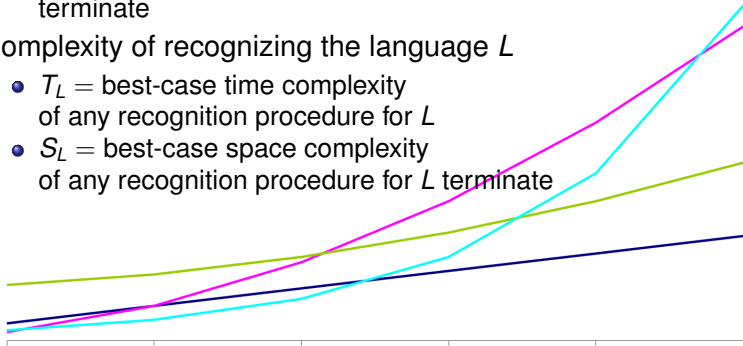 terminate
omplexity of recognizing the language L
T_L = best-case time complexity
of any recognition procedure for L
S_L = best-case space complexity
of any recognition procedure for L terminate